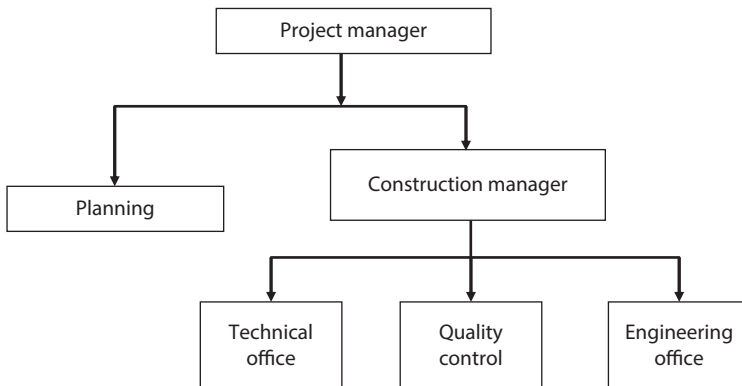 Project manager
Planning
Construction manager
Technical
office
Quality
control
Engineering
office